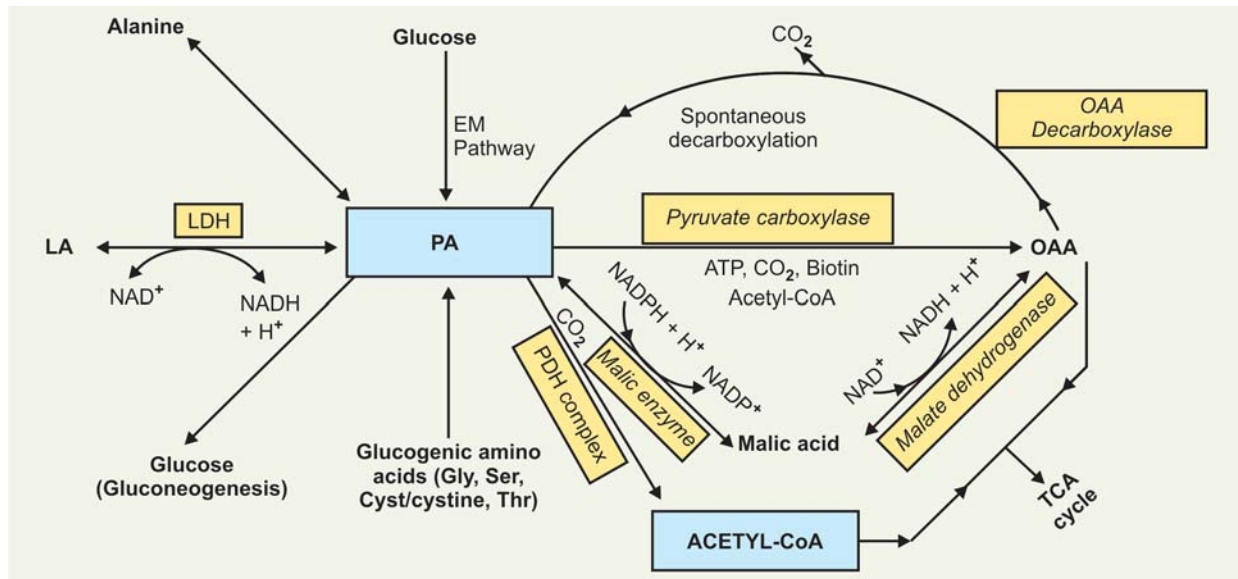 Alanine
Glucose
CO2
EM
Pathway
Spontaneous
decarboxylation
OAA
Decarboxylase
LDH
Pyruvate carboxylase
LA
PA
OAA
NAD+
NADH
+ H+
ATP, CO2, Biotin
Acetyl-CoA
CO2
NADPH + H+
NADP+
PDH complex
Malic enzyme
NAD+
NADH + H+
Malate dehydrogenase
Malic acid
Glucose
(Gluconeogenesis)
Glucogenic amino
acids (Gly, Ser,
Cyst/cystine, Thr)
TCA
cycle
ACETYL-CoA